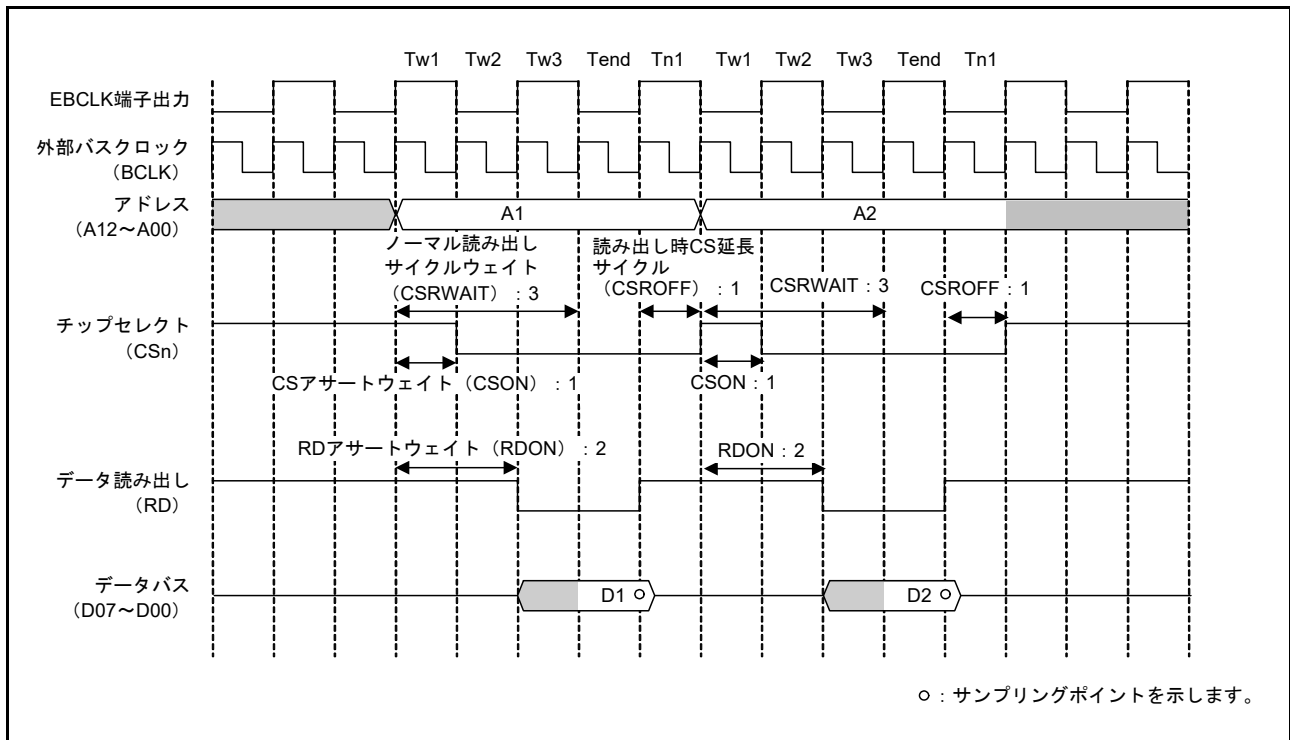 Tw1 Tw2 Tw3 Tend Tn1 Tw1 Tw2 Tw3 Tend Tn1
EBCLK端子出力
外部バスクロック
（BCLK）
アドレス
（A12～A00）
A1
A2
ノーマル読み出し
サイクルウェイト
（CSRWAIT）：3
読み出し時CS延長
サイクル
（CSROFF）：1
CSRWAIT：3
CSROFF：1
チップセレクト
（CSn）
CSアサートウェイト（CSON）：1
CSON：1
RDアサートウェイト（RDON）：2
RDON：2
データ読み出し
（RD）
データバス
（D07～D00）
D1
D2
○：サンプリングポイントを示します。